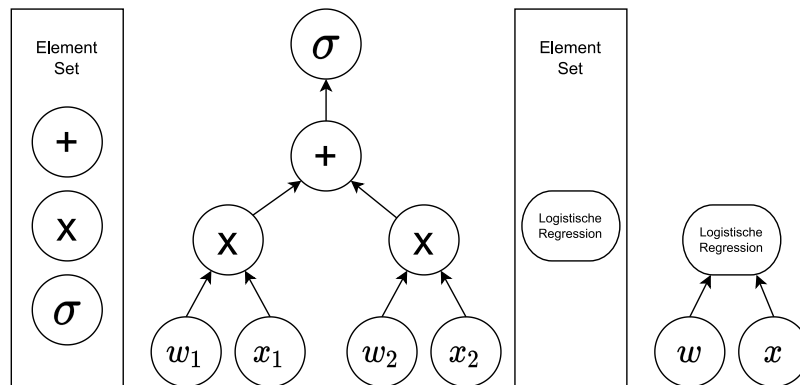 Element
Set
+
x
σ
σ
+
x
x
w₁
x₁
w₂
x₂
Element
Set
Logistische
Regression
Logistische
Regression
w
x